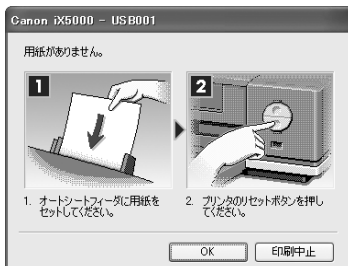 Canon iX5000 - USB001
用紙がありません。
1
2
1. オートシートフィーダに用紙を
セットしてください。
2. プリンタのリセットボタンを押し
てください。
OK
印刷中止